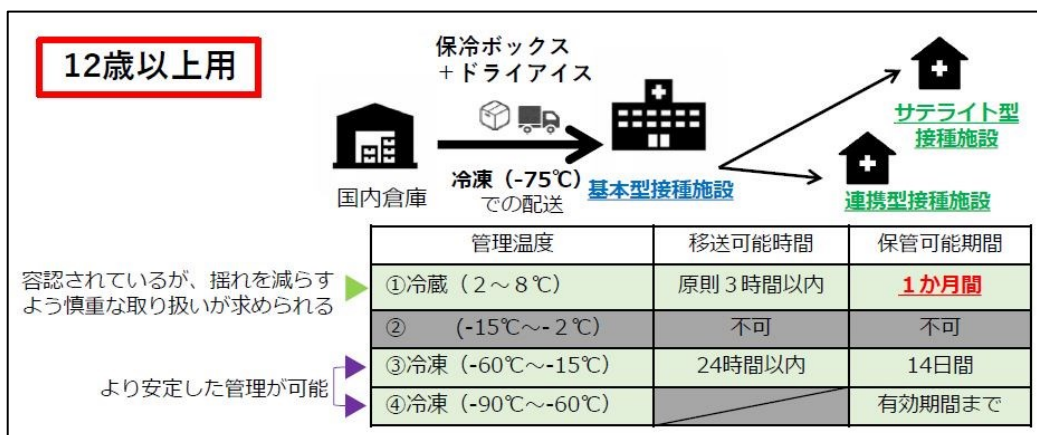 12歳以上用
保冷ボックス
＋ドライアイス
国内倉庫
冷凍（-75℃）
での配送
基本型接種施設
サテライト型
接種施設
連携型接種施設
管理温度 移送可能時間 保管可能期間
容認されているが、揺れを減らす
よう慎重な取り扱いが求められる
①冷蔵（２～８℃） 原則３時間以内 １か月間
② (-15℃～-２℃） 不可 不可
より安定した管理が可能
③冷凍（-60℃～-15℃） 24時間以内 14日間
④冷凍（-90℃～-60℃） 有効期間まで